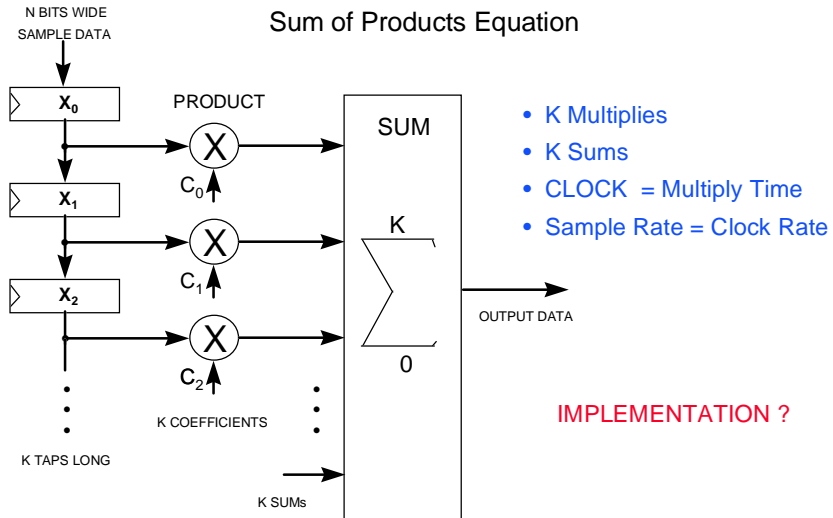 Sum of Products Equation
N BITS WIDE
SAMPLE DATA
X0
PRODUCT
X
C0
X1
X
C1
X2
X
C2
K COEFFICIENTS
K TAPS LONG
SUM
K
0
K SUMs
OUTPUT DATA
• K Multiplies
• K Sums
• CLOCK = Multiply Time
• Sample Rate = Clock Rate
IMPLEMENTATION ?